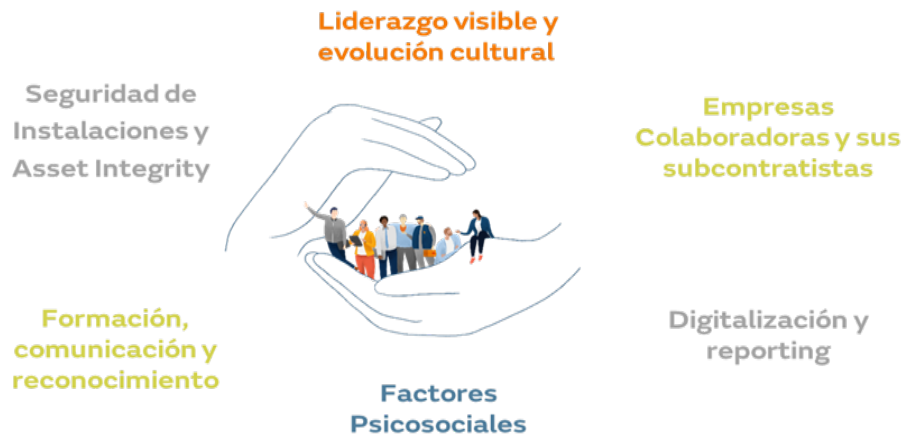 Liderazgo visible y
evolución cultural
Seguridad de
Instalaciones y
Asset Integrity
Empresas
Colaboradoras y sus
subcontratistas
Formación,
comunicación y
reconocimiento
Digitalización y
reporting
Factores
Psicosociales